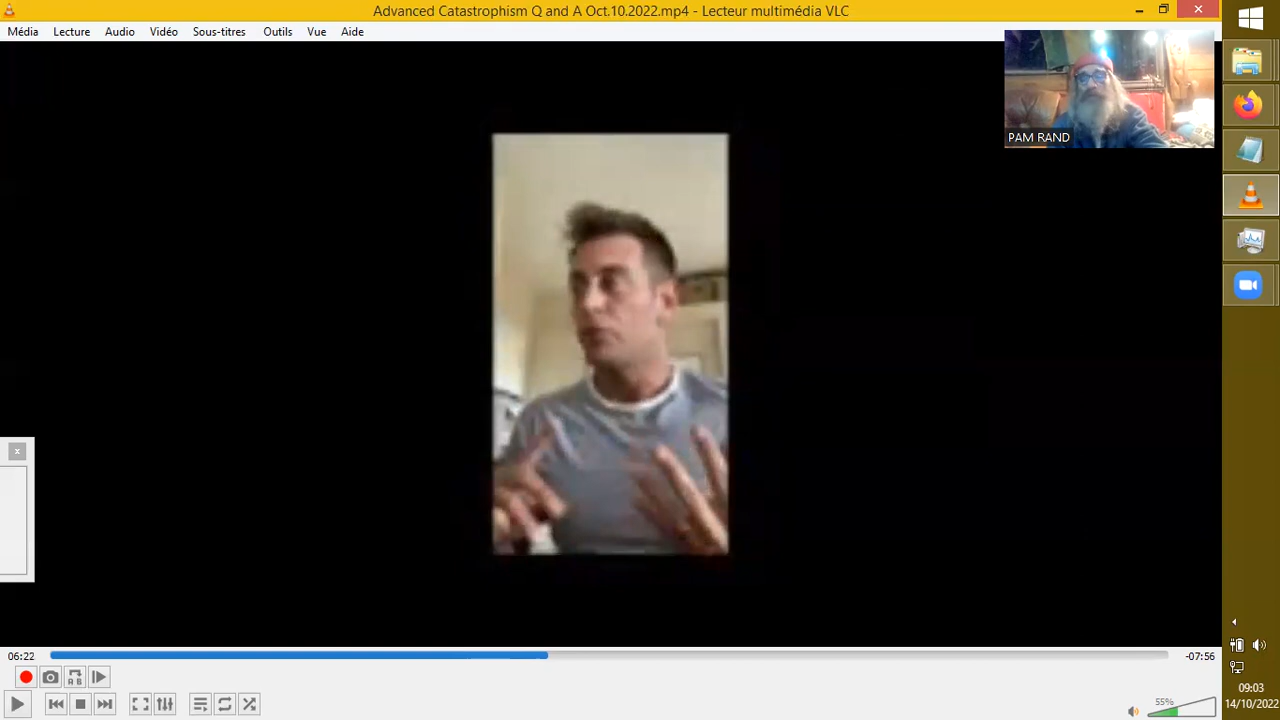 Advanced Catastrophism Q and A Oct.10.2022.mp4 - Lecteur multimédia VLC
Média Lecture Audio Vidéo Sous-titres Outils Vue Aide
PAM RAND
06:22
-07:56
55%
09:03
14/10/2022